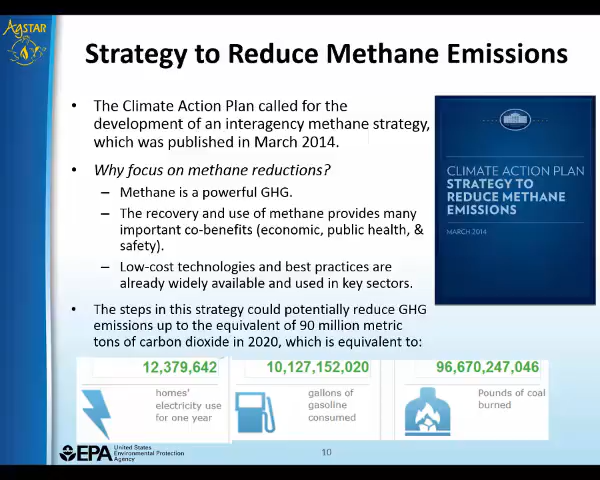 AgSTAR
Strategy to Reduce Methane Emissions
• The Climate Action Plan called for the
development of an interagency methane strategy,
which was published in March 2014.
• Why focus on methane reductions?
– Methane is a powerful GHG.
– The recovery and use of methane provides many
important co-benefits (economic, public health, &
safety).
– Low-cost technologies and best practices are
already widely available and used in key sectors.
• The steps in this strategy could potentially reduce GHG
emissions up to the equivalent of 90 million metric
tons of carbon dioxide in 2020, which is equivalent to:
CLIMATE ACTION PLAN
STRATEGY TO
REDUCE METHANE
EMISSIONS
MARCH 2014
12,379,642
homes'
electricity use
for one year
10,127,152,020
gallons of
gasoline
consumed
96,670,247,046
Pounds of coal
burned
EPA
United States
Environmental Protection
Agency
10